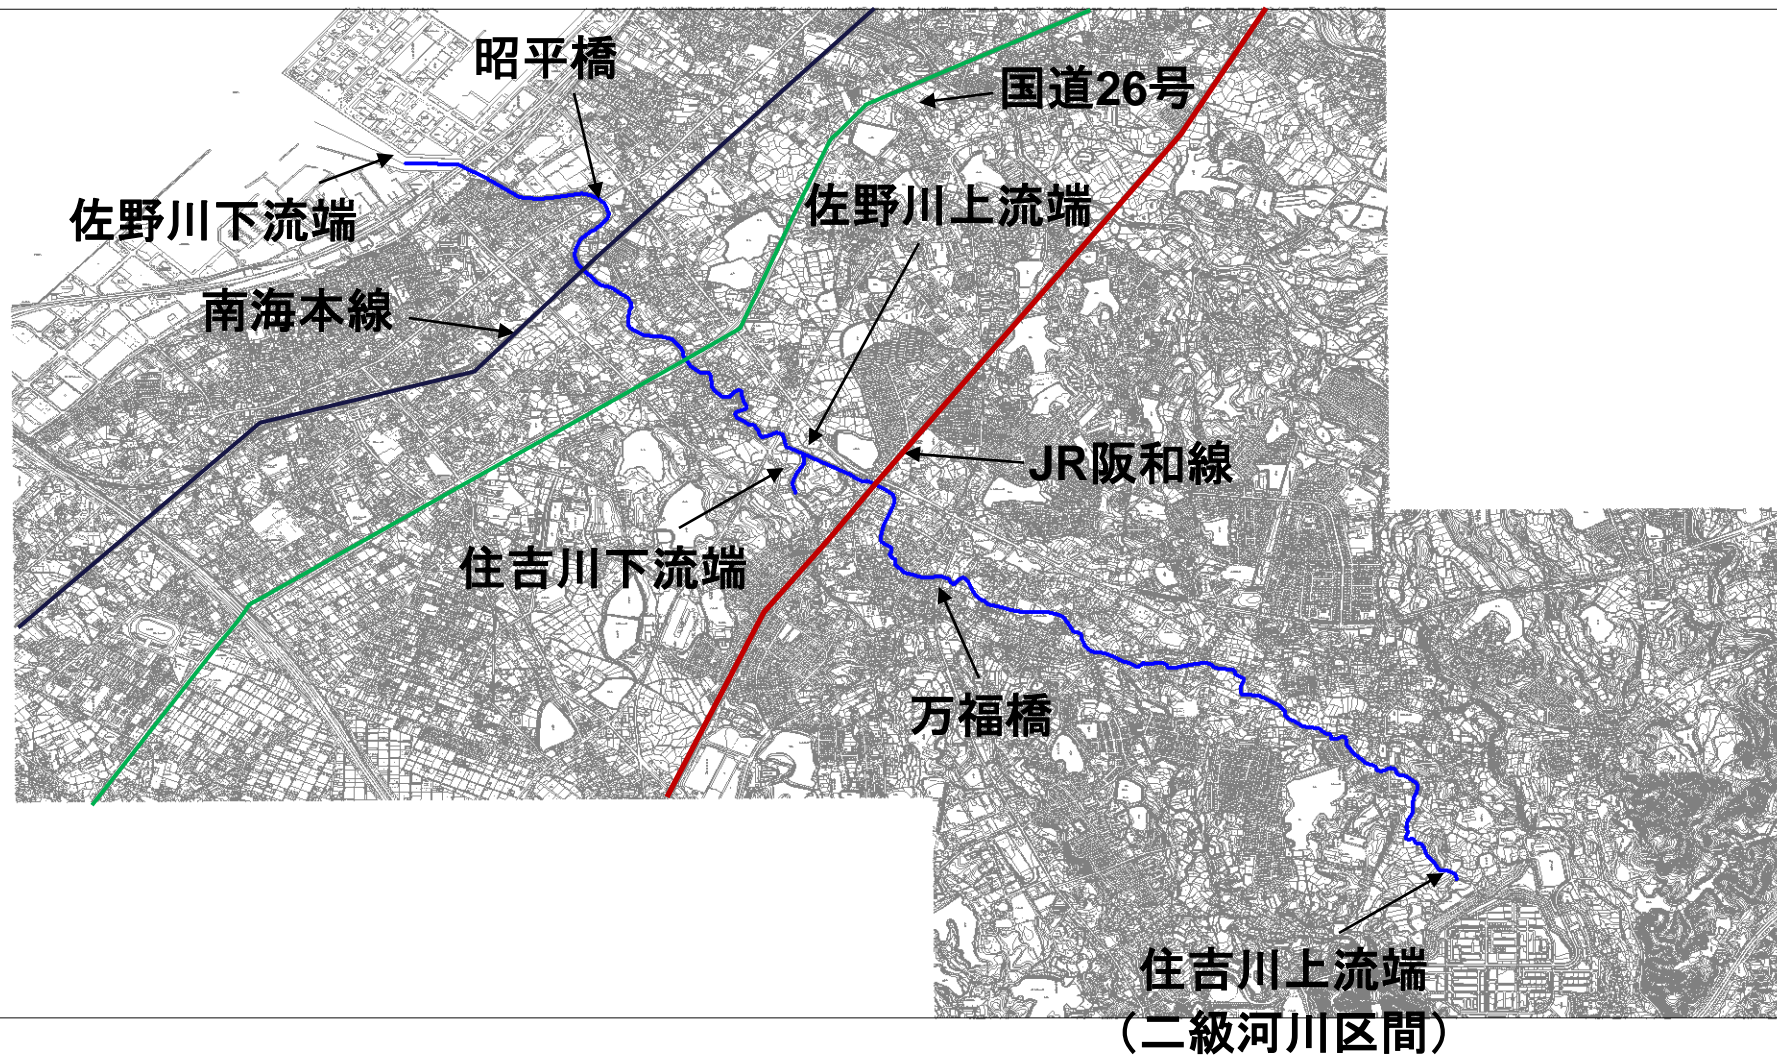 昭平橋
国道26号
佐野川上流端
佐野川下流端
南海本線
JR阪和線
住吉川下流端
万福橋
住吉川上流端
（二級河川区間）